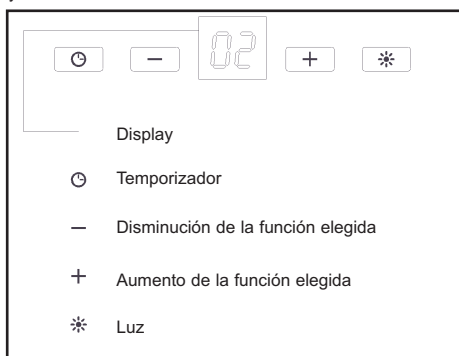 02
Display
Temporizador
− Disminución de la función elegida
+ Aumento de la función elegida
Luz